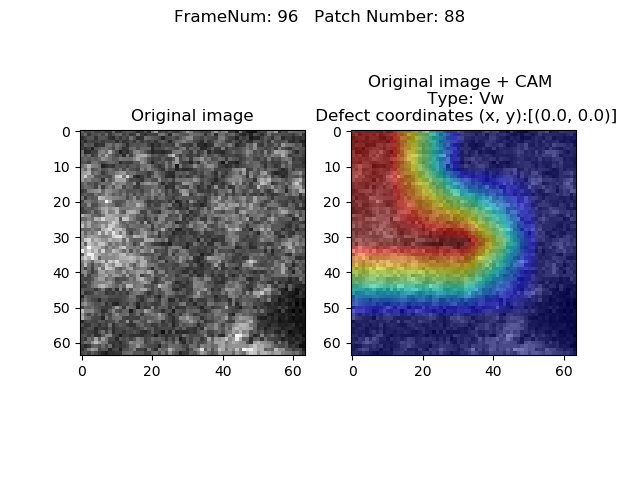 FrameNum: 96   Patch Number: 88
Original image
0
10
20
30
40
50
60
0 20 40 60
Original image + CAM
Type: Vw
Defect coordinates (x, y):[(0.0, 0.0)]
0
10
20
30
40
50
60
0 20 40 60